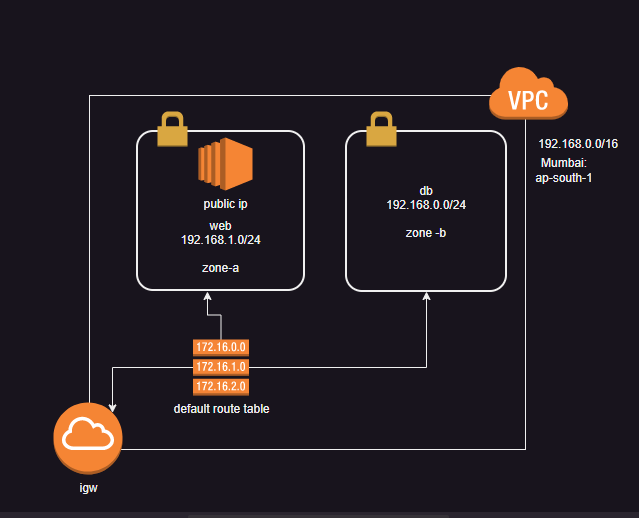 VPC
192.168.0.0/16
Mumbai:
ap-south-1
public ip
web
192.168.1.0/24
zone-a
db
192.168.0.0/24
zone -b
172.16.0.0
172.16.1.0
172.16.2.0
default route table
igw